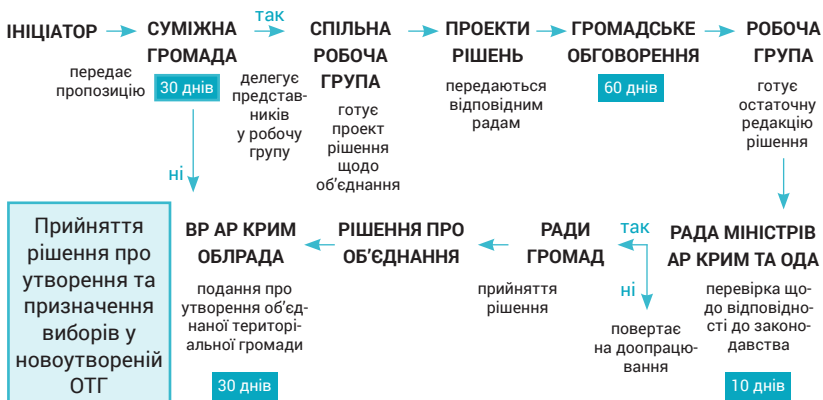 ІНІЦІАТОР
передає
пропозицію
СУМІЖНА
ГРОМАДА
30 днів
так
делегує
представ-
ників
у робочу
групу
ні
СПІЛЬНА
РОБОЧА
ГРУПА
готує
проект
рішення
щодо
об’єднання
ПРОЕКТИ
РІШЕНЬ
передаються
відповідним
радам
ГРОМАДСЬКЕ
ОБГОВОРЕННЯ
60 днів
РОБОЧА
ГРУПА
готує
остаточну
редакцію
рішення
РАДА МІНІСТРІВ
АР КРИМ ТА ОДА
перевірка що-
до відповідно-
сті до законо-
давства
10 днів
так
ні
повертає
на доопрацю-
вання
РАДИ
ГРОМАД
прийняття
рішення
РІШЕННЯ ПРО
ОБ’ЄДНАННЯ
ВР АР КРИМ
ОБЛРАДА
подання про
утворення об’єд-
наної територі-
альної громади
30 днів
Прийняття
рішення про
утворення та
призначення
виборів у
новоутвореній
ОТГ